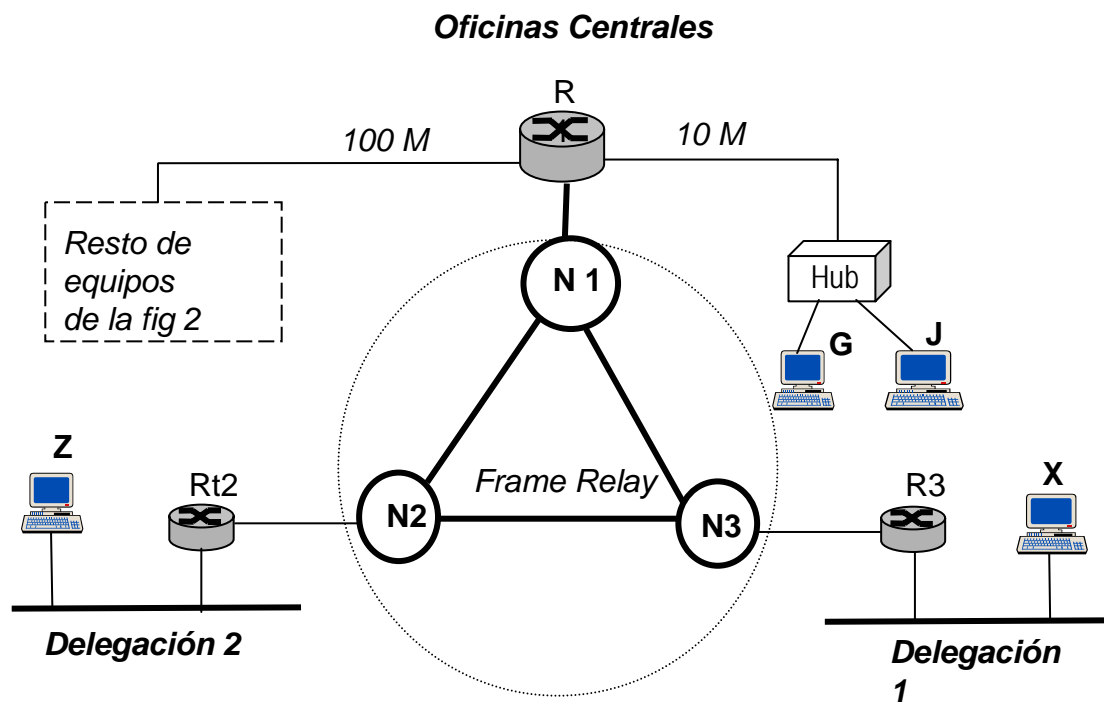 Oficinas Centrales
R
100 M
10 M
Resto de
equipos
de la fig 2
N 1
Hub
G
J
Z
Rt2
N2
Frame Relay
N3
R3
X
Delegación 2
Delegación
1